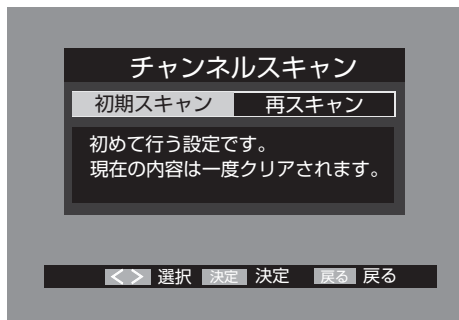 チャンネルスキャン
初期スキャン 再スキャン
初めて行う設定です。
現在の内容は一度クリアされます。
<> 選択 決定 決定 戻る 戻る